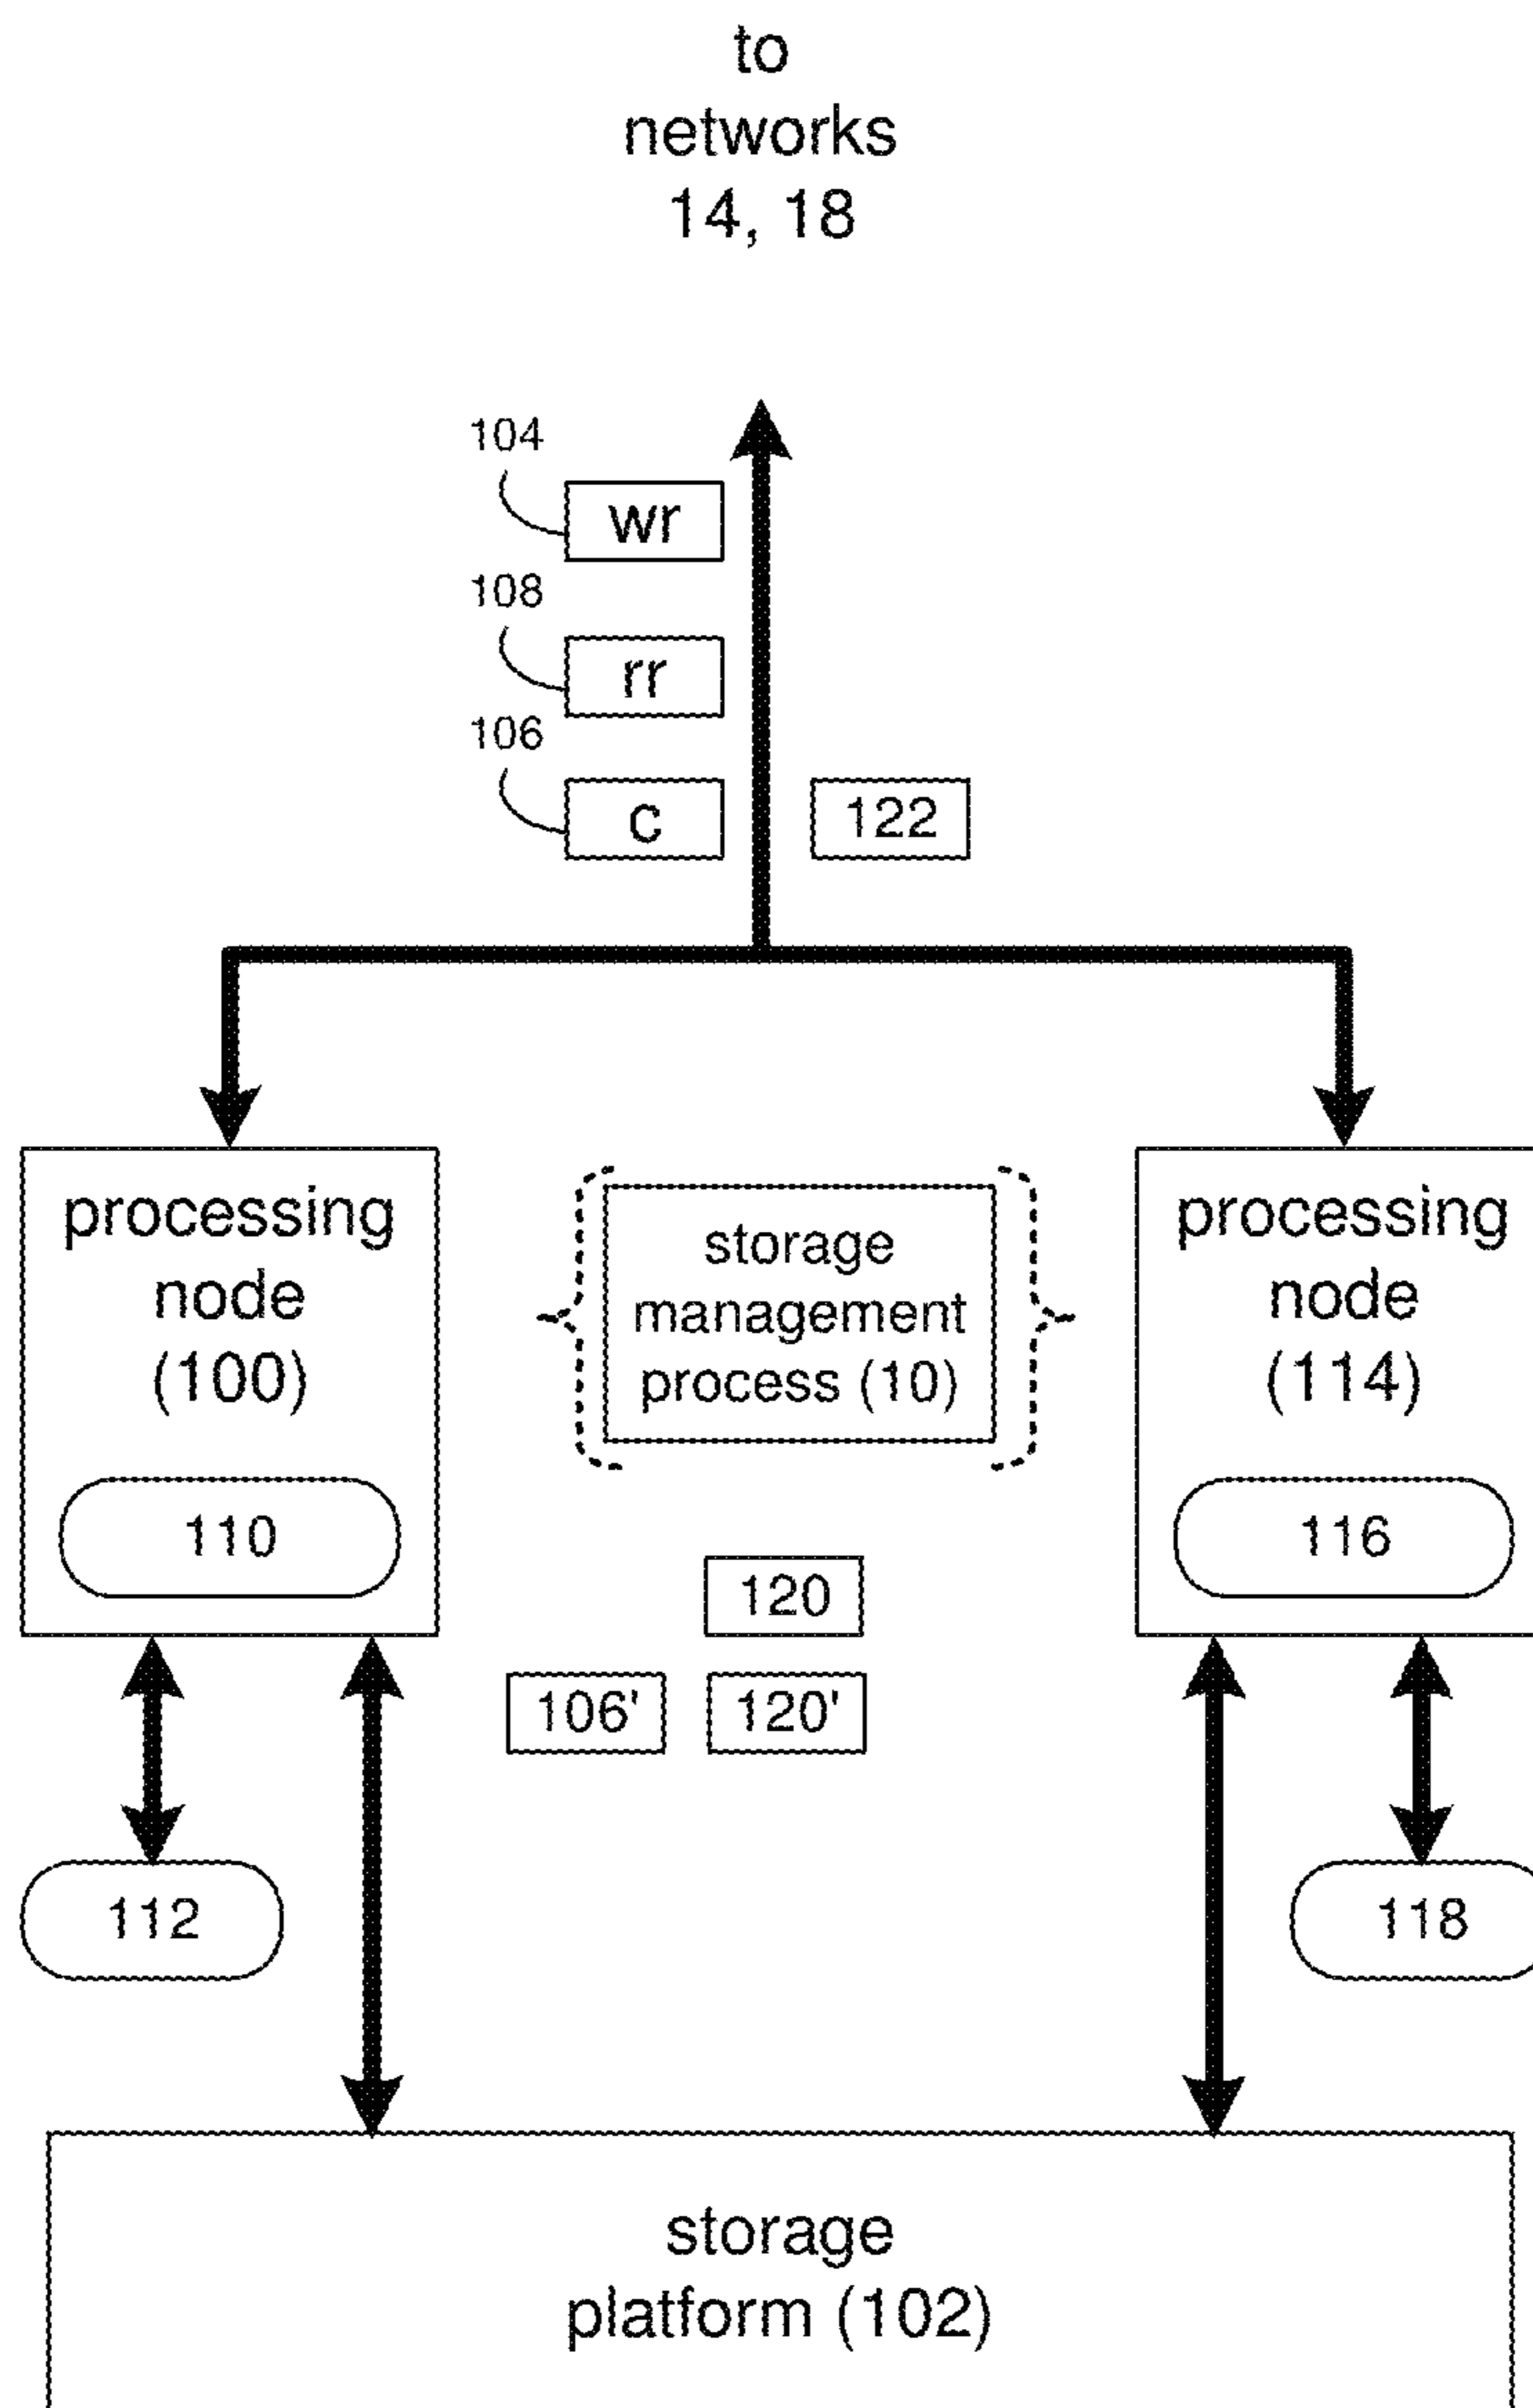 to
networks
14, 18
104
wr
108
rr
106
c
122
processing
node
(100)
110
storage
management
process (10)
processing
node
(114)
116
120
106'
120'
112
118
storage
platform (102)